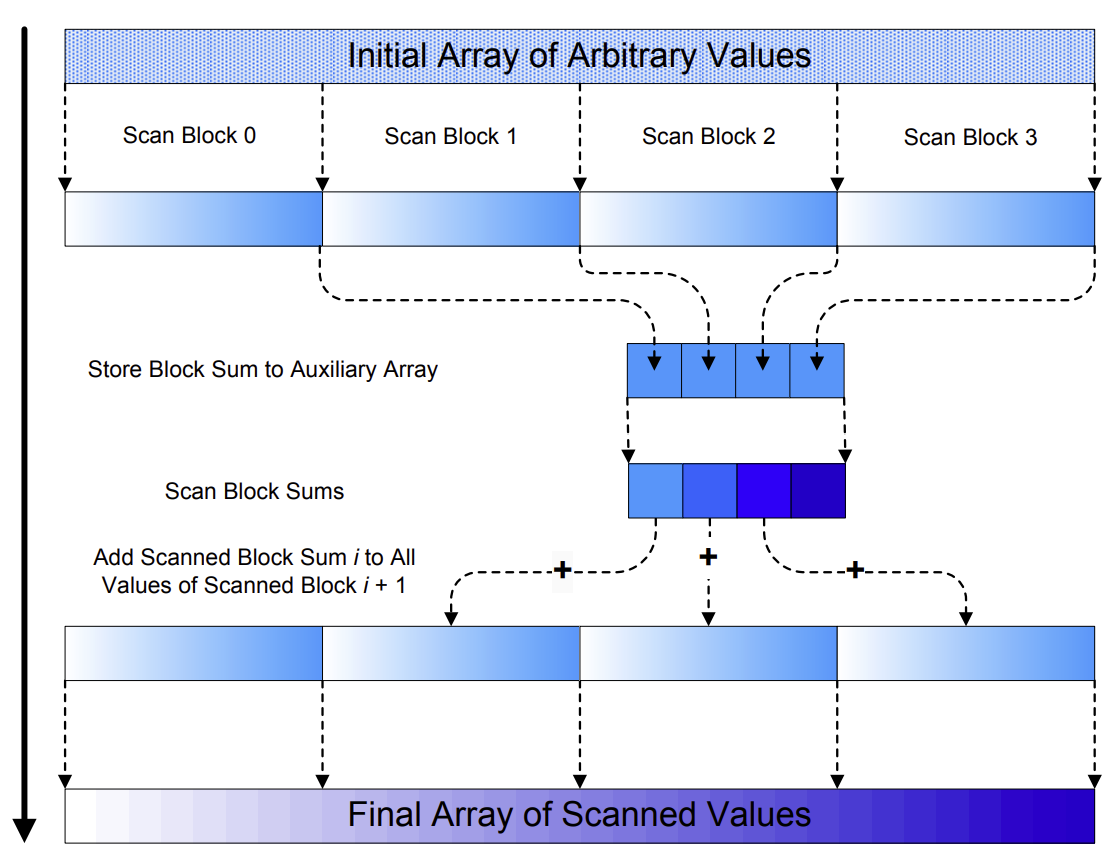 Initial Array of Arbitrary Values
Scan Block 0
Scan Block 1
Scan Block 2
Scan Block 3
Store Block Sum to Auxiliary Array
Scan Block Sums
Add Scanned Block Sum i to All
Values of Scanned Block i + 1
+
+
+
Final Array of Scanned Values